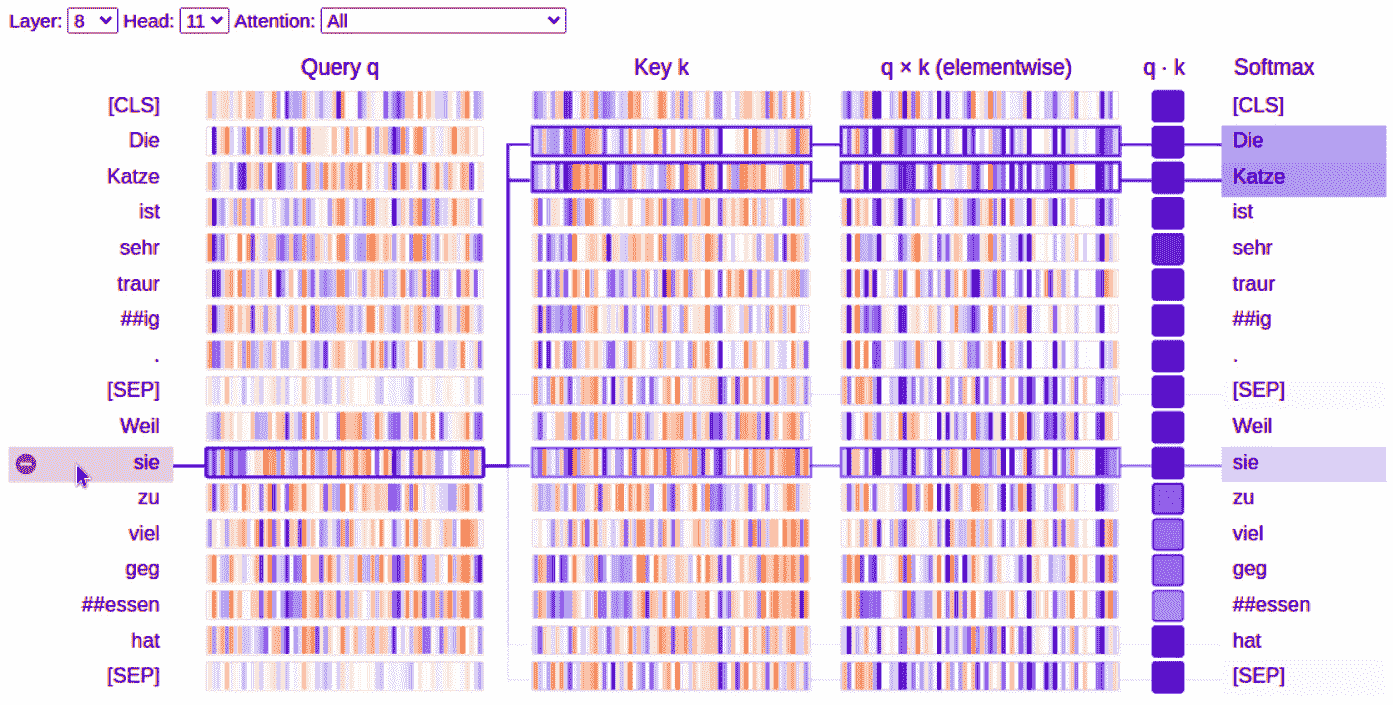 Layer: 8 Head: 11 Attention: All
Query q Key k q × k (elementwise) q · k Softmax
[CLS] [CLS]
Die Die
Katze Katze
ist ist
sehr sehr
traur traur
##ig ##ig
. .
[SEP] [SEP]
Weil Weil
sie sie
zu zu
viel viel
geg geg
##essen ##essen
hat hat
[SEP] [SEP]